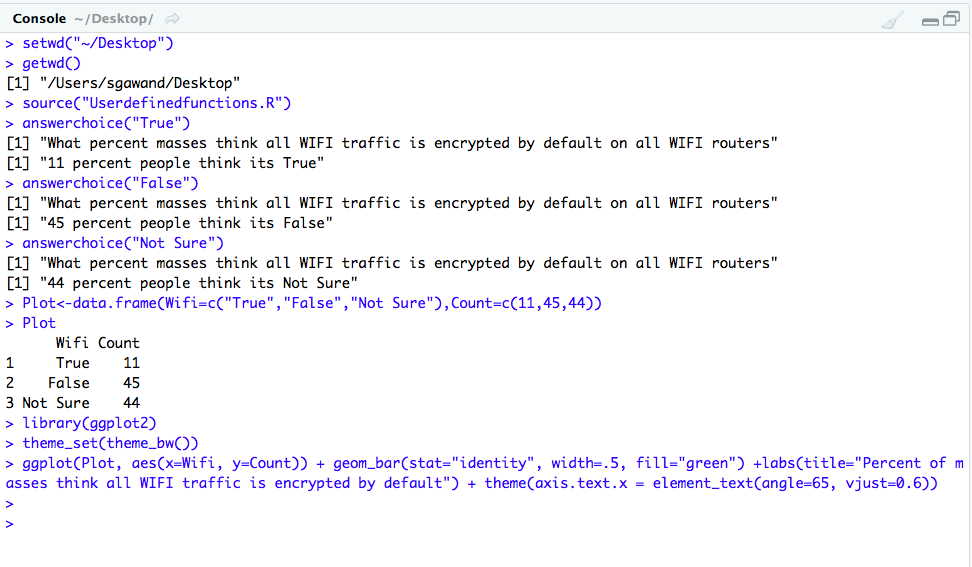 Console ~/Desktop/
> setwd("~/Desktop")
> getwd()
[1] "/Users/sgawand/Desktop"
> source("Userdefinedfunctions.R")
> answerchoice("True")
[1] "What percent masses think all WIFI traffic is encrypted by default on all WIFI routers"
[1] "11 percent people think its True"
> answerchoice("False")
[1] "What percent masses think all WIFI traffic is encrypted by default on all WIFI routers"
[1] "45 percent people think its False"
> answerchoice("Not Sure")
[1] "What percent masses think all WIFI traffic is encrypted by default on all WIFI routers"
[1] "44 percent people think its Not Sure"
> Plot<-data.frame(Wifi=c("True","False","Not Sure"),Count=c(11,45,44))
> Plot
      Wifi Count
1     True    11
2    False    45
3 Not Sure    44
> library(ggplot2)
> theme_set(theme_bw())
> ggplot(Plot, aes(x=Wifi, y=Count)) + geom_bar(stat="identity", width=.5, fill="green") +labs(title="Percent of m
asses think all WIFI traffic is encrypted by default") + theme(axis.text.x = element_text(angle=65, vjust=0.6))
>
>